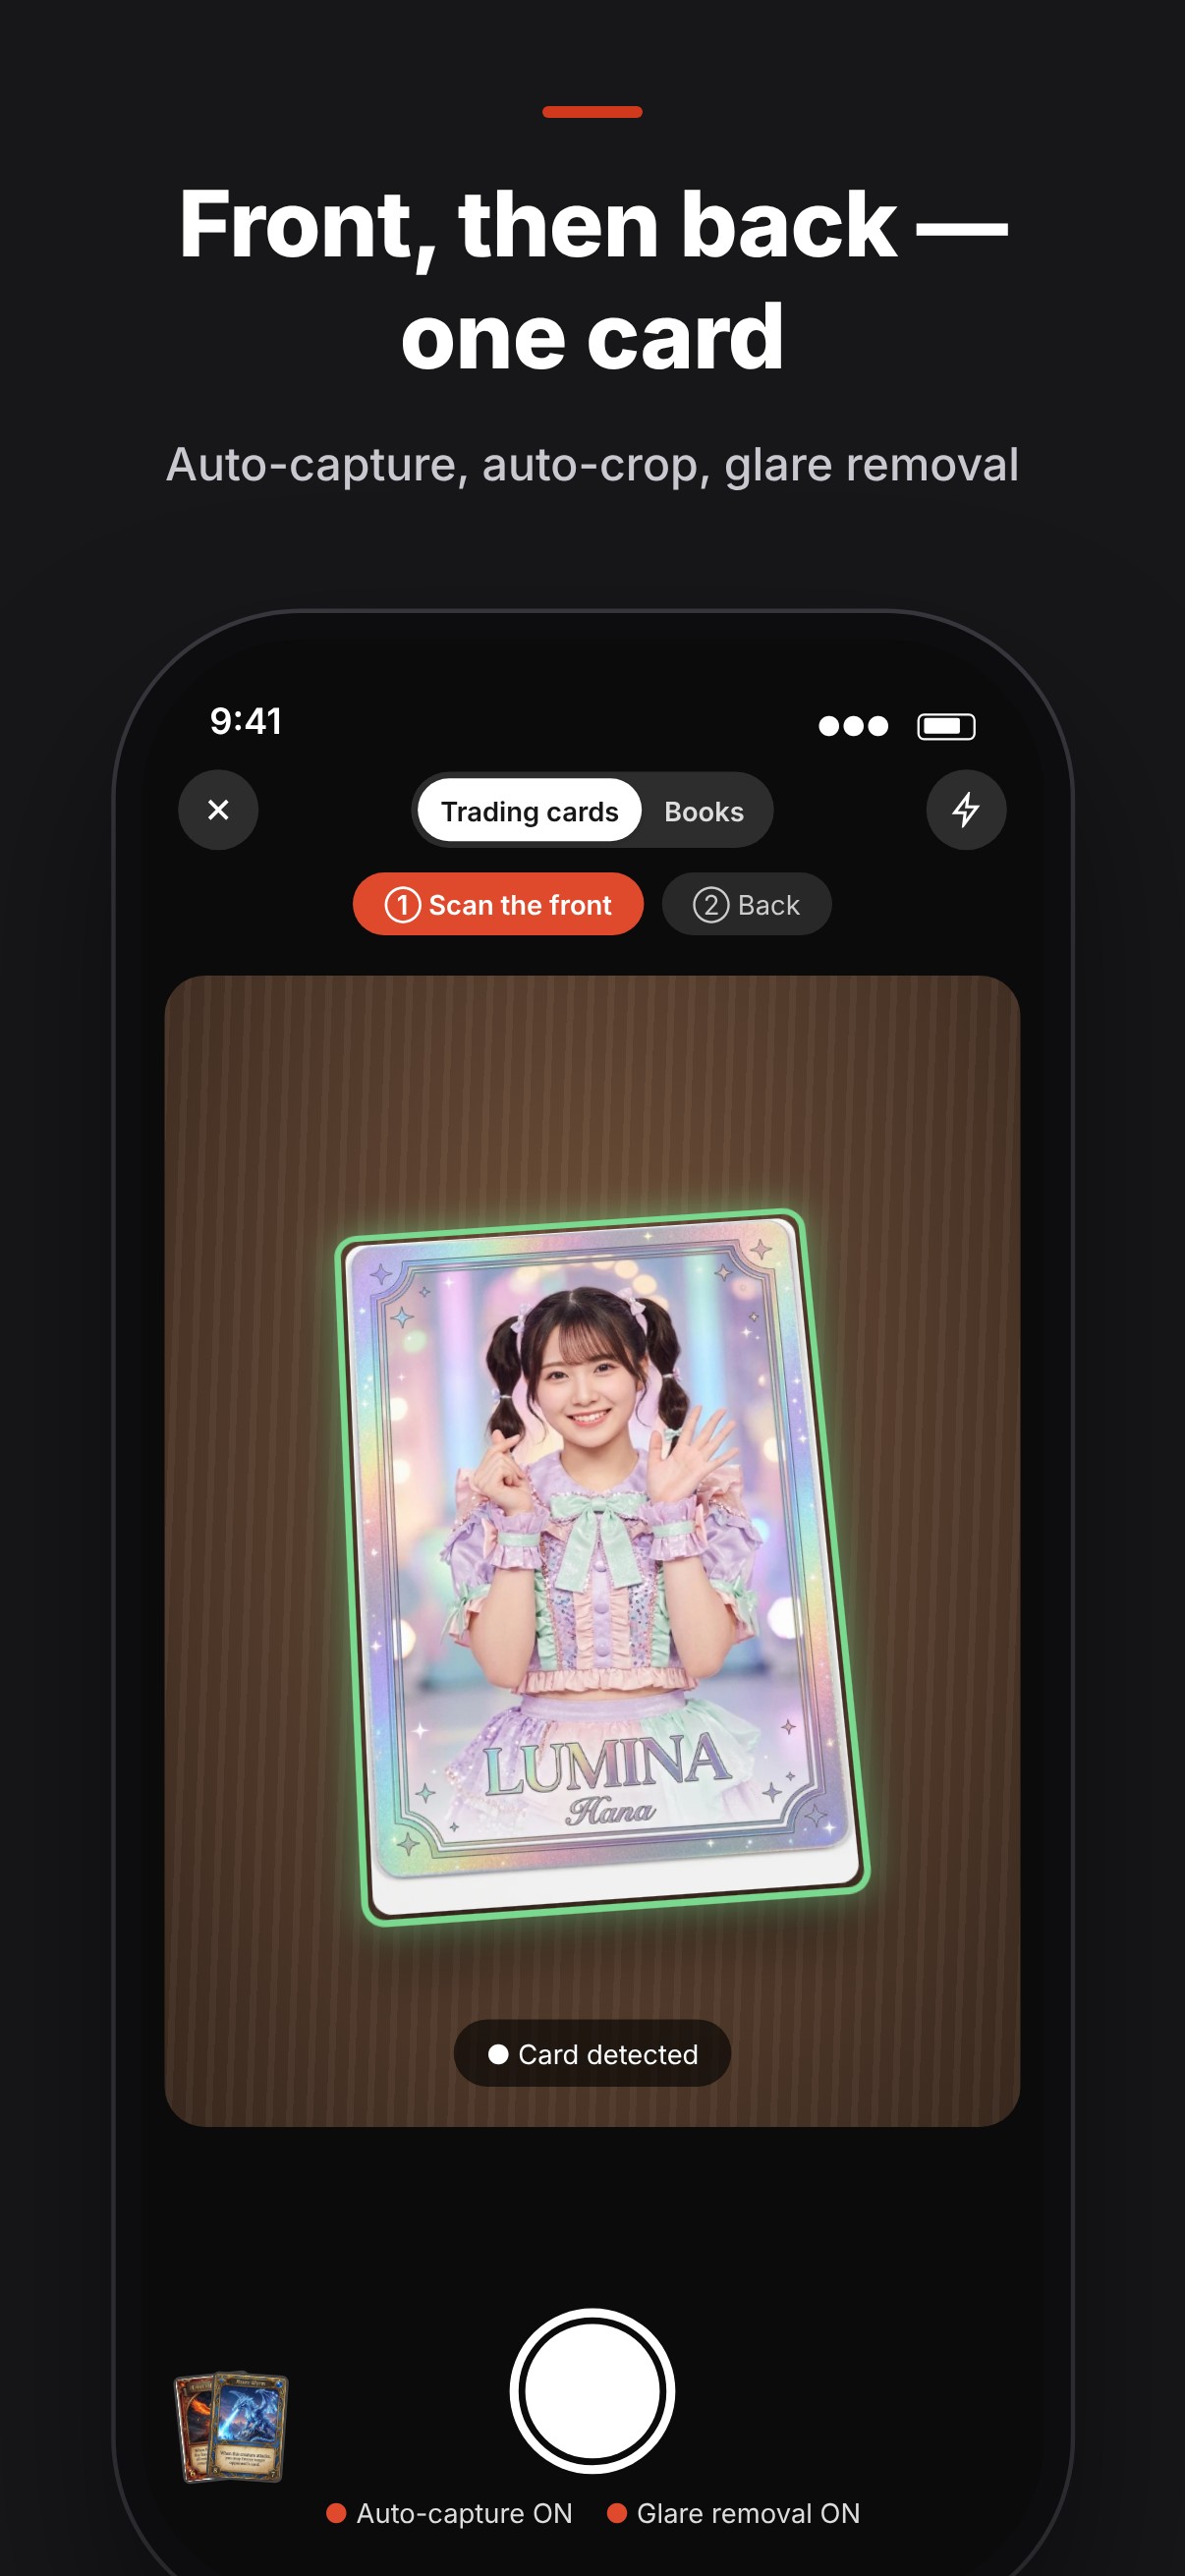 Front, then back —
one card
Auto-capture, auto-crop, glare removal
9:41
Trading cards
Books
① Scan the front
② Back
LUMINA
Hana
Card detected
Auto-capture ON
Glare removal ON